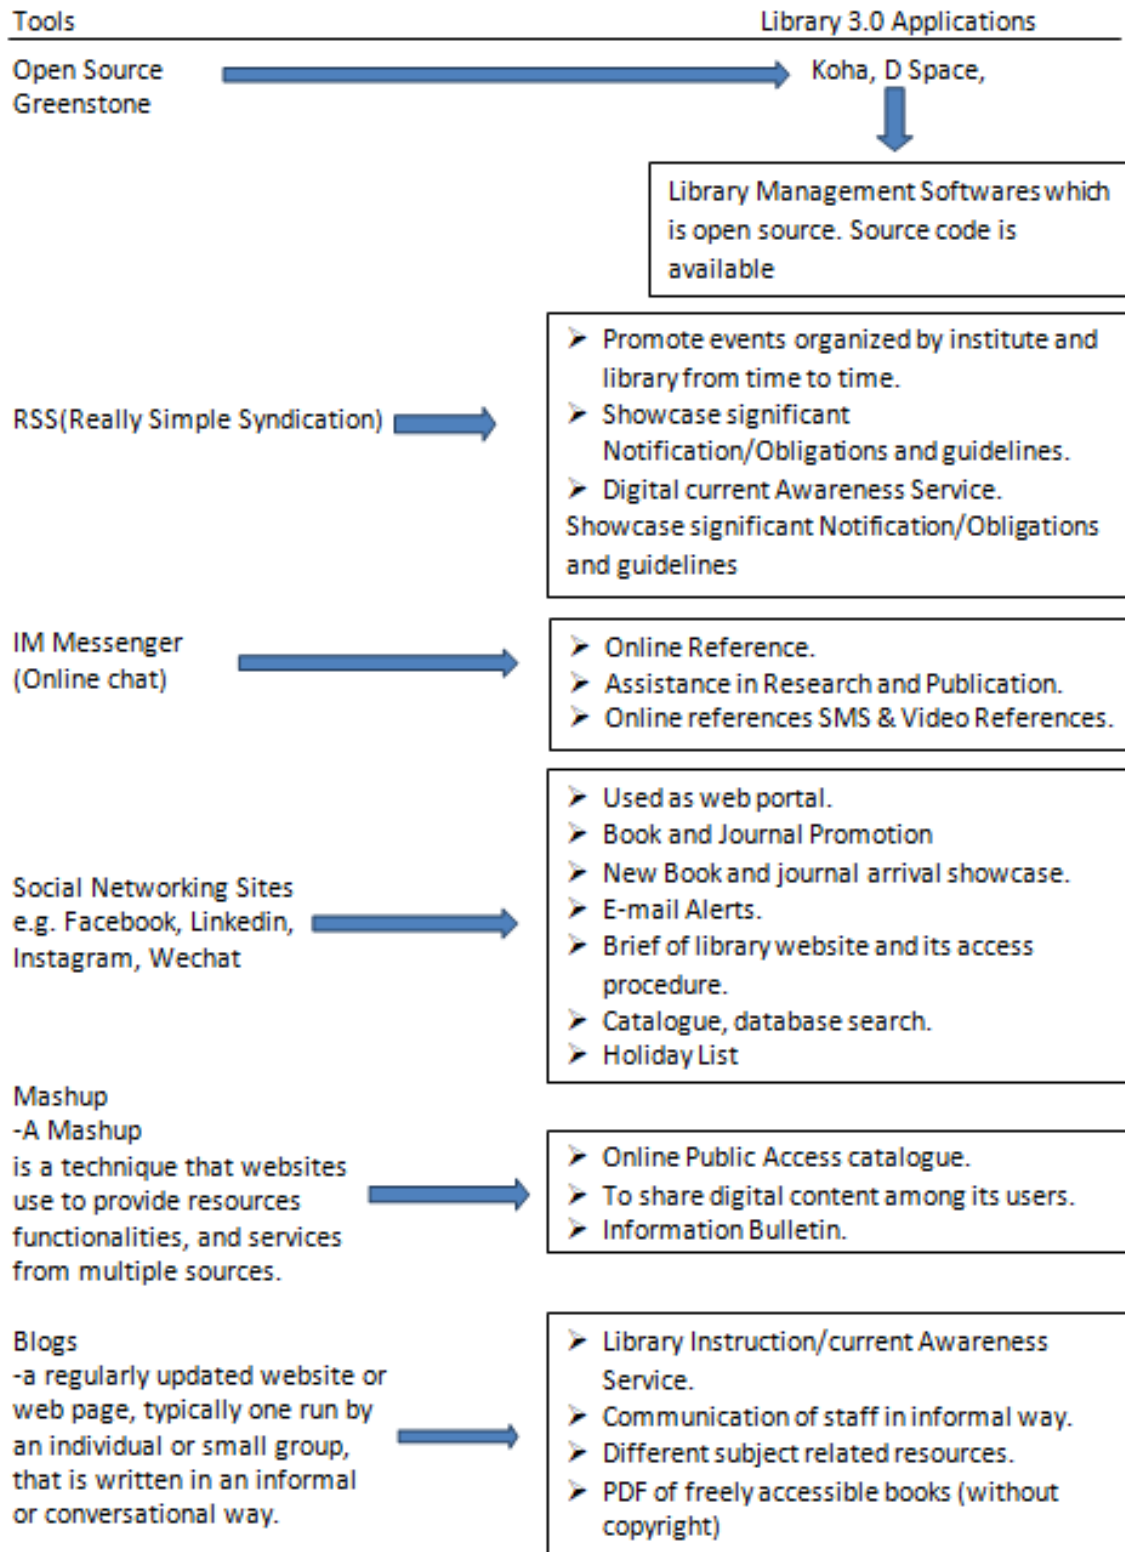 Tools Library 3.0 Applications
Open Source Koha, D Space,
Greenstone
Library Management Softwares which
is open source. Source code is
available
RSS(Really Simple Syndication)
➢ Promote events organized by institute and
library from time to time.
➢ Showcase significant
Notification/Obligations and guidelines.
➢ Digital current Awareness Service.
Showcase significant Notification/Obligations
and guidelines
IM Messenger
(Online chat)
➢ Online Reference.
➢ Assistance in Research and Publication.
➢ Online references SMS & Video References.
Social Networking Sites
e.g. Facebook, Linkedin,
Instagram, Wechat
➢ Used as web portal.
➢ Book and Journal Promotion
➢ New Book and journal arrival showcase.
➢ E-mail Alerts.
➢ Brief of library website and its access
procedure.
➢ Catalogue, database search.
➢ Holiday List
Mashup
-A Mashup
is a technique that websites
use to provide resources
functionalities, and services
from multiple sources.
➢ Online Public Access catalogue.
➢ To share digital content among its users.
➢ Information Bulletin.
Blogs
-a regularly updated website or
web page, typically one run by
an individual or small group,
that is written in an informal
or conversational way.
➢ Library Instruction/current Awareness
Service.
➢ Communication of staff in informal way.
➢ Different subject related resources.
➢ PDF of freely accessible books (without
copyright)